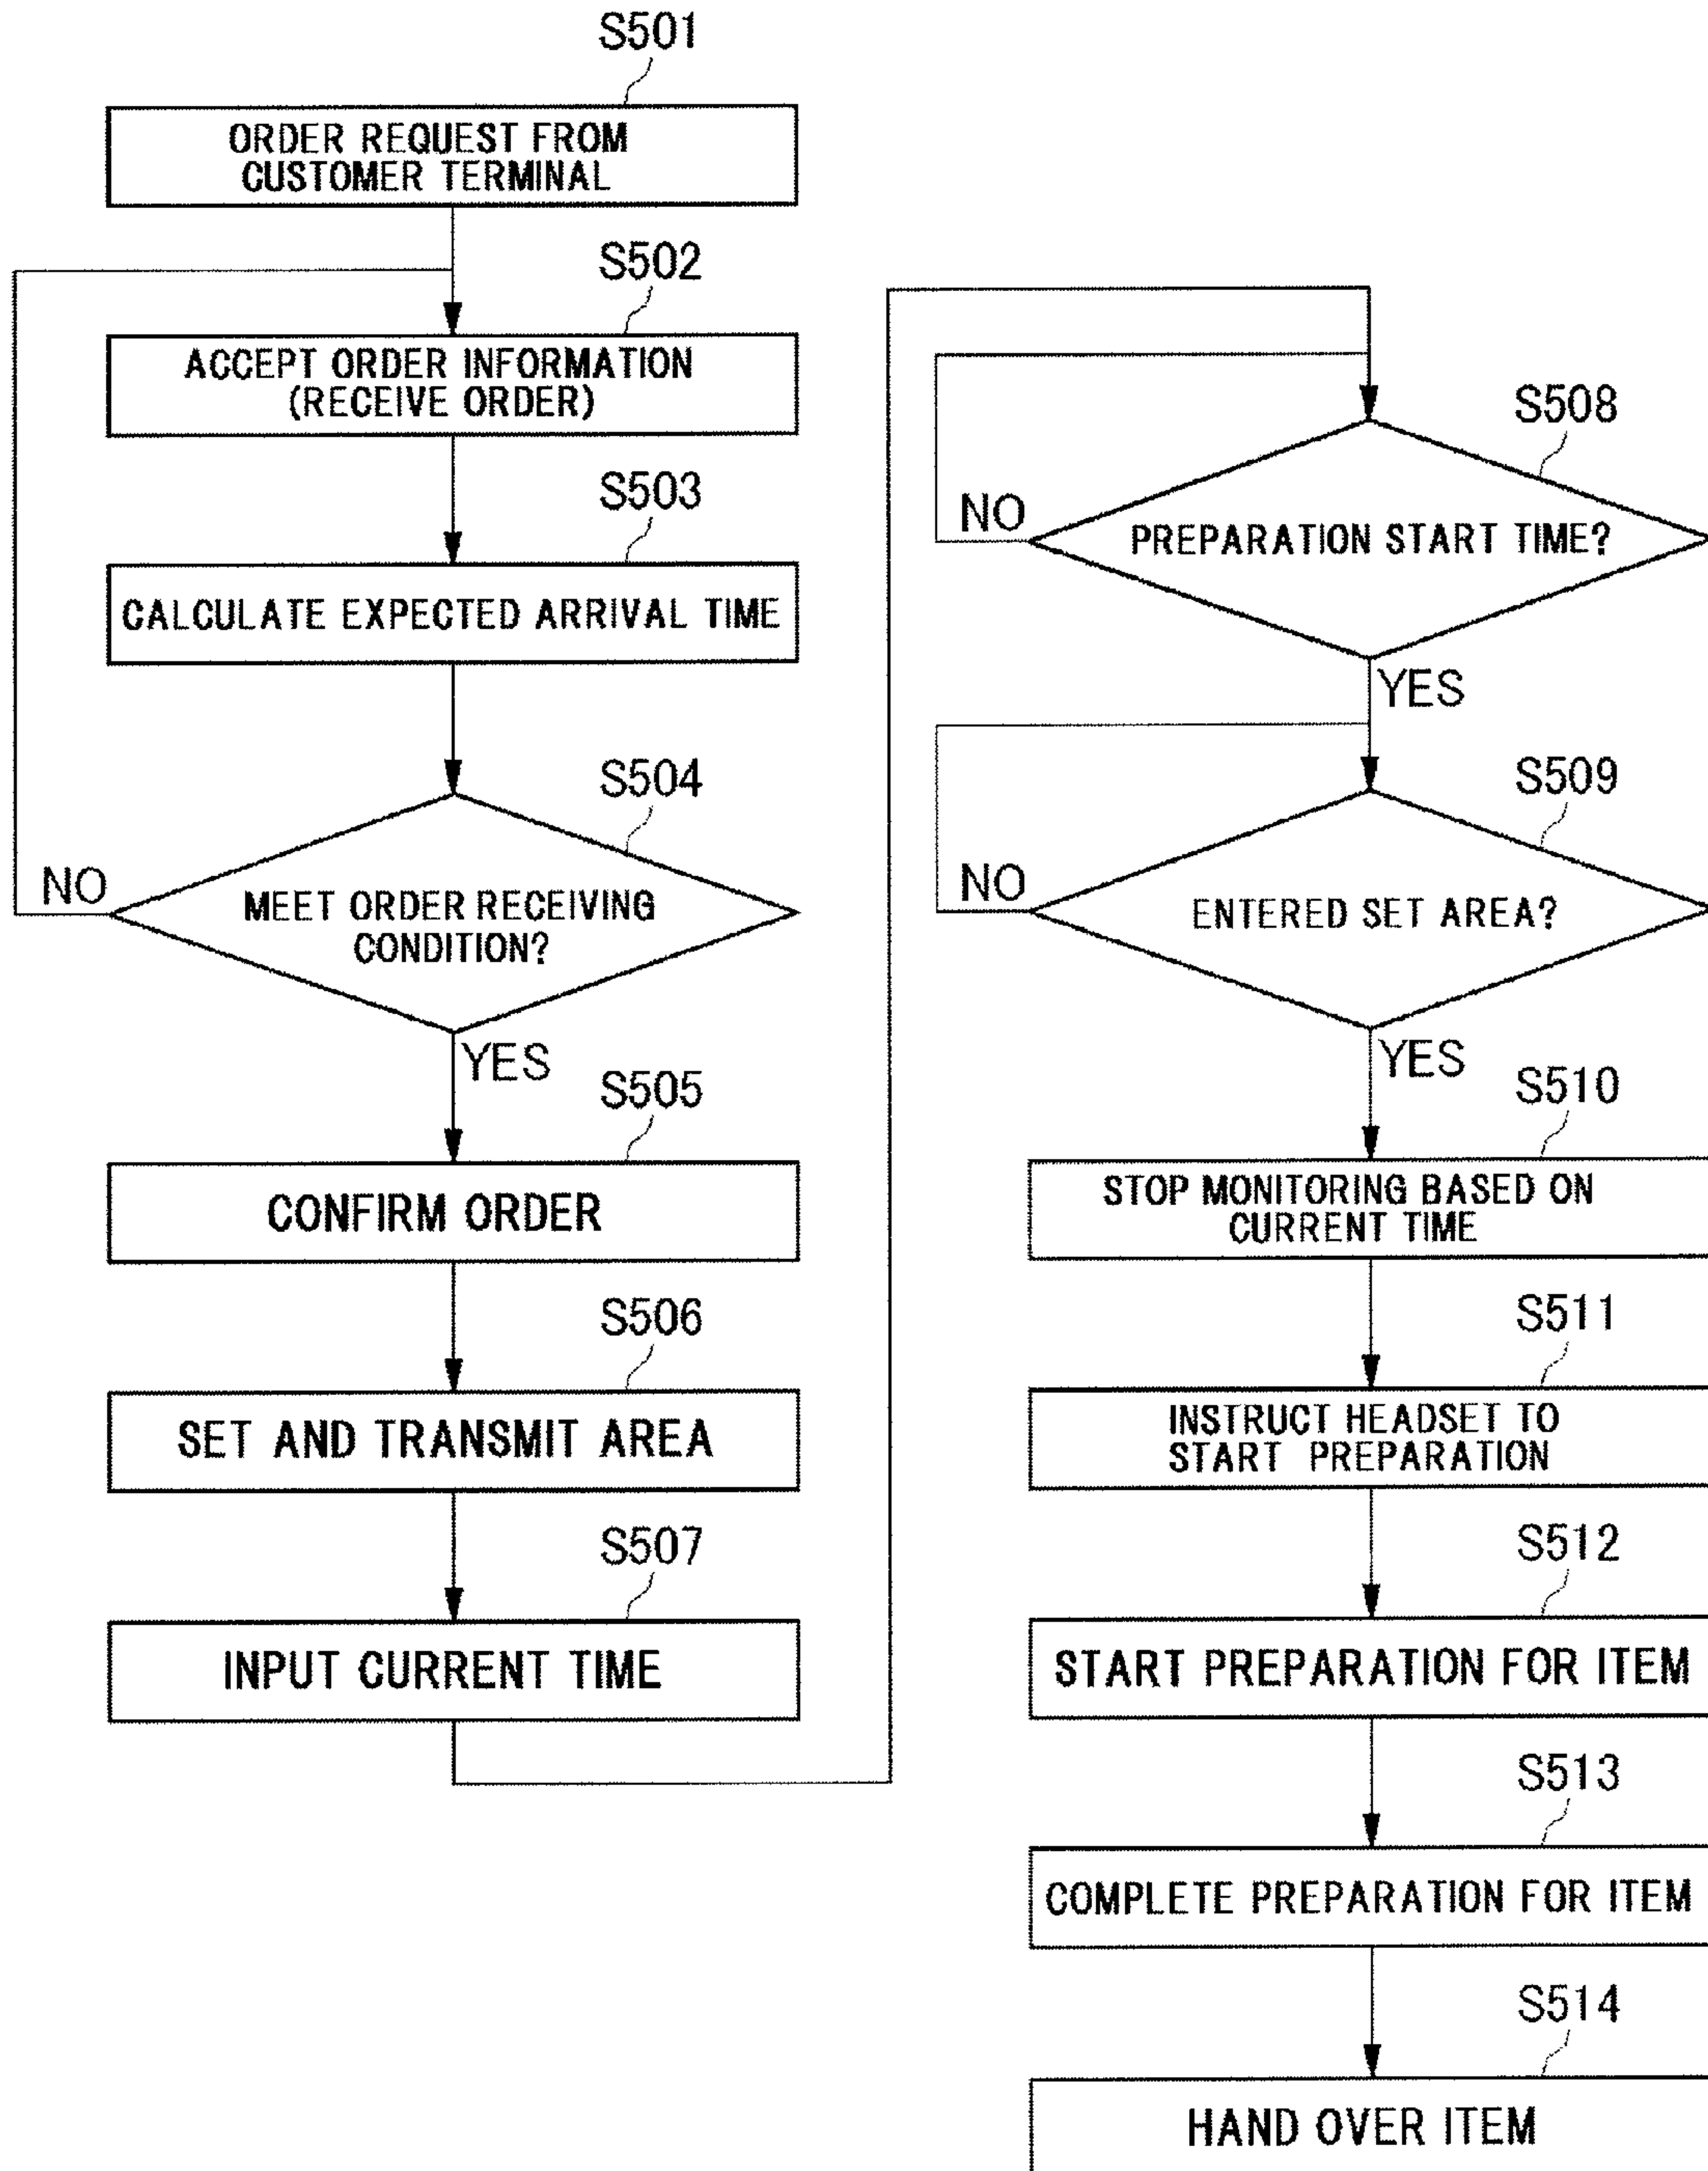 S501
ORDER REQUEST FROM
CUSTOMER TERMINAL
S502
ACCEPT ORDER INFORMATION
(RECEIVE ORDER)
S503
CALCULATE EXPECTED ARRIVAL TIME
S504
NO
MEET ORDER RECEIVING
CONDITION?
YES
S505
CONFIRM ORDER
S506
SET AND TRANSMIT AREA
S507
INPUT CURRENT TIME
S508
NO
PREPARATION START TIME?
YES
S509
NO
ENTERED SET AREA?
YES
S510
STOP MONITORING BASED ON
CURRENT TIME
S511
INSTRUCT HEADSET TO
START PREPARATION
S512
START PREPARATION FOR ITEM
S513
COMPLETE PREPARATION FOR ITEM
S514
HAND OVER ITEM